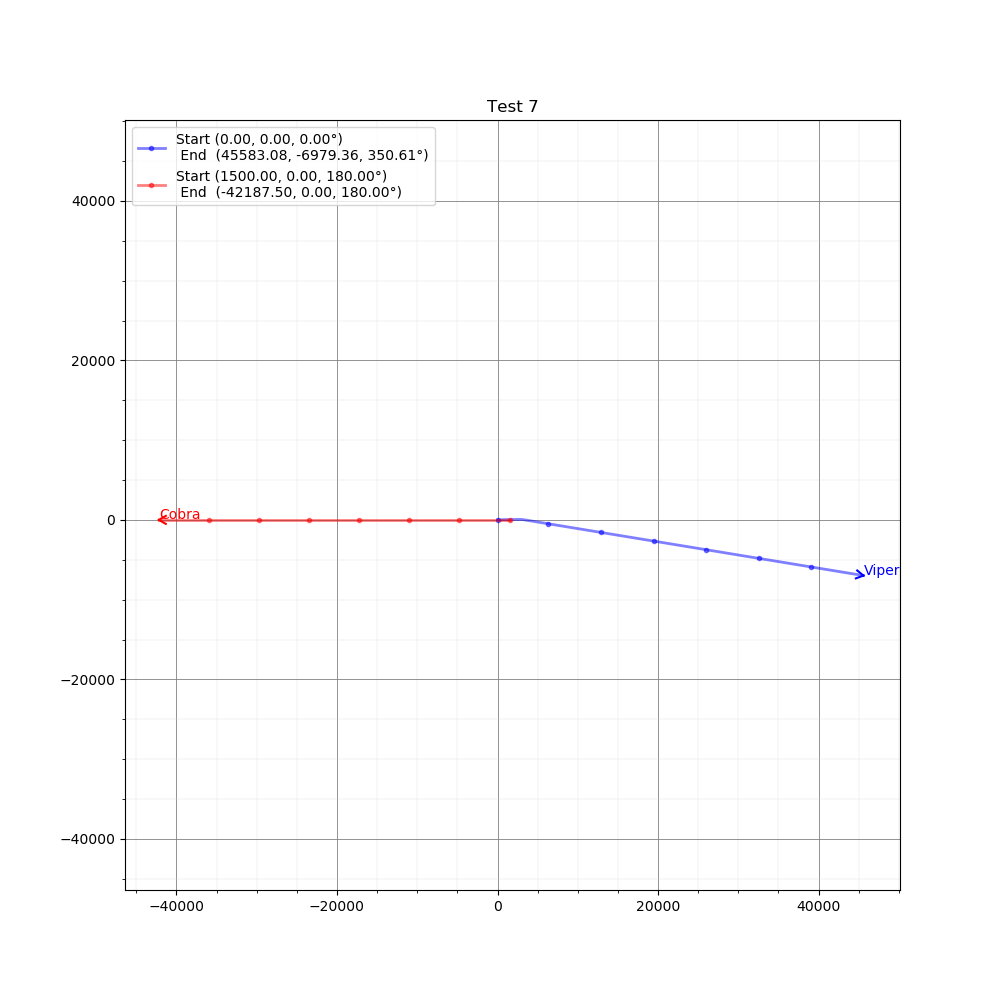 Test 7
Start (0.00, 0.00, 0.00°)
End (45583.08, -6979.36, 350.61°)
Start (1500.00, 0.00, 180.00°)
End (-42187.50, 0.00, 180.00°)
40000
20000
0
−20000
−40000
Cobra
Viper
−40000 −20000 0 20000 40000